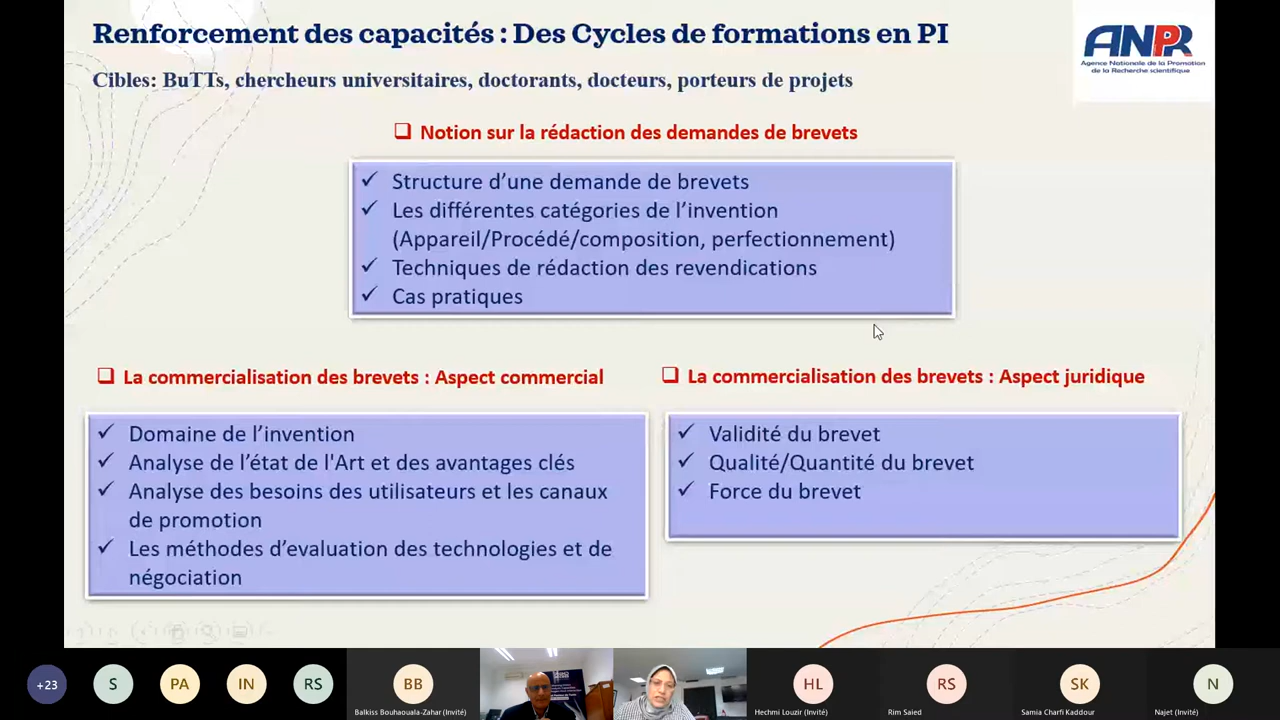 Renforcement des capacités : Des Cycles de formations en PI
ANPR
Agence Nationale de la Promotion
de la Recherche scientifique
Cibles: BuTTs, chercheurs universitaires, doctorants, docteurs, porteurs de projets
Notion sur la rédaction des demandes de brevets
Structure d’une demande de brevets
Les différentes catégories de l’invention
(Appareil/Procédé/composition, perfectionnement)
Techniques de rédaction des revendications
Cas pratiques
La commercialisation des brevets : Aspect commercial
Domaine de l’invention
Analyse de l’état de l'Art et des avantages clés
Analyse des besoins des utilisateurs et les canaux
de promotion
Les méthodes d’evaluation des technologies et de
négociation
La commercialisation des brevets : Aspect juridique
Validité du brevet
Qualité/Quantité du brevet
Force du brevet
+23
S
PA
IN
RS
BB
Balkiss Bouhaouala-Zahar (Invité)
HL
Hechmi Louzir (Invité)
RS
Rim Saied
SK
Samia Charfi Kaddour
N
Najet (Invité)